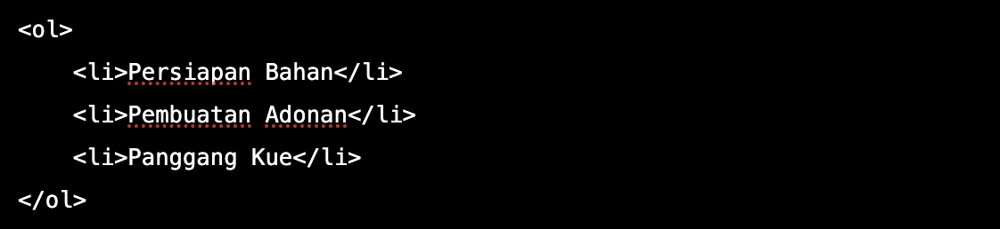 <ol>
    <li>Persiapan Bahan</li>
    <li>Pembuatan Adonan</li>
    <li>Panggang Kue</li>
</ol>